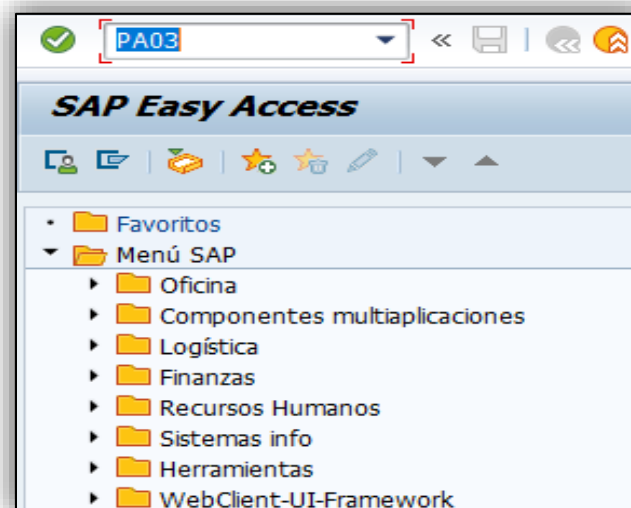 PA03
SAP Easy Access
Favoritos
Menú SAP
Oficina
Componentes multiaplicaciones
Logística
Finanzas
Recursos Humanos
Sistemas info
Herramientas
WebClient-UI-Framework